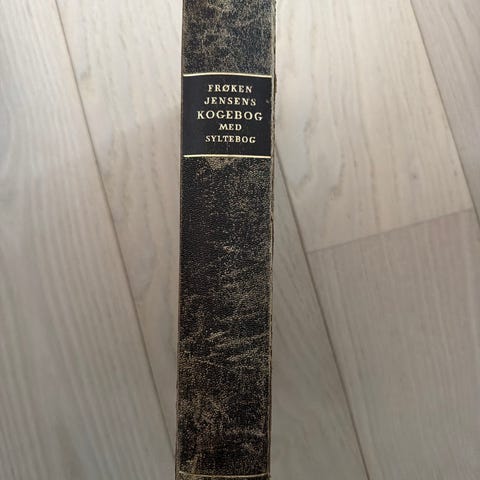 FRØKEN
JENSENS
KOGEBOG
MED
SYLTEBOG